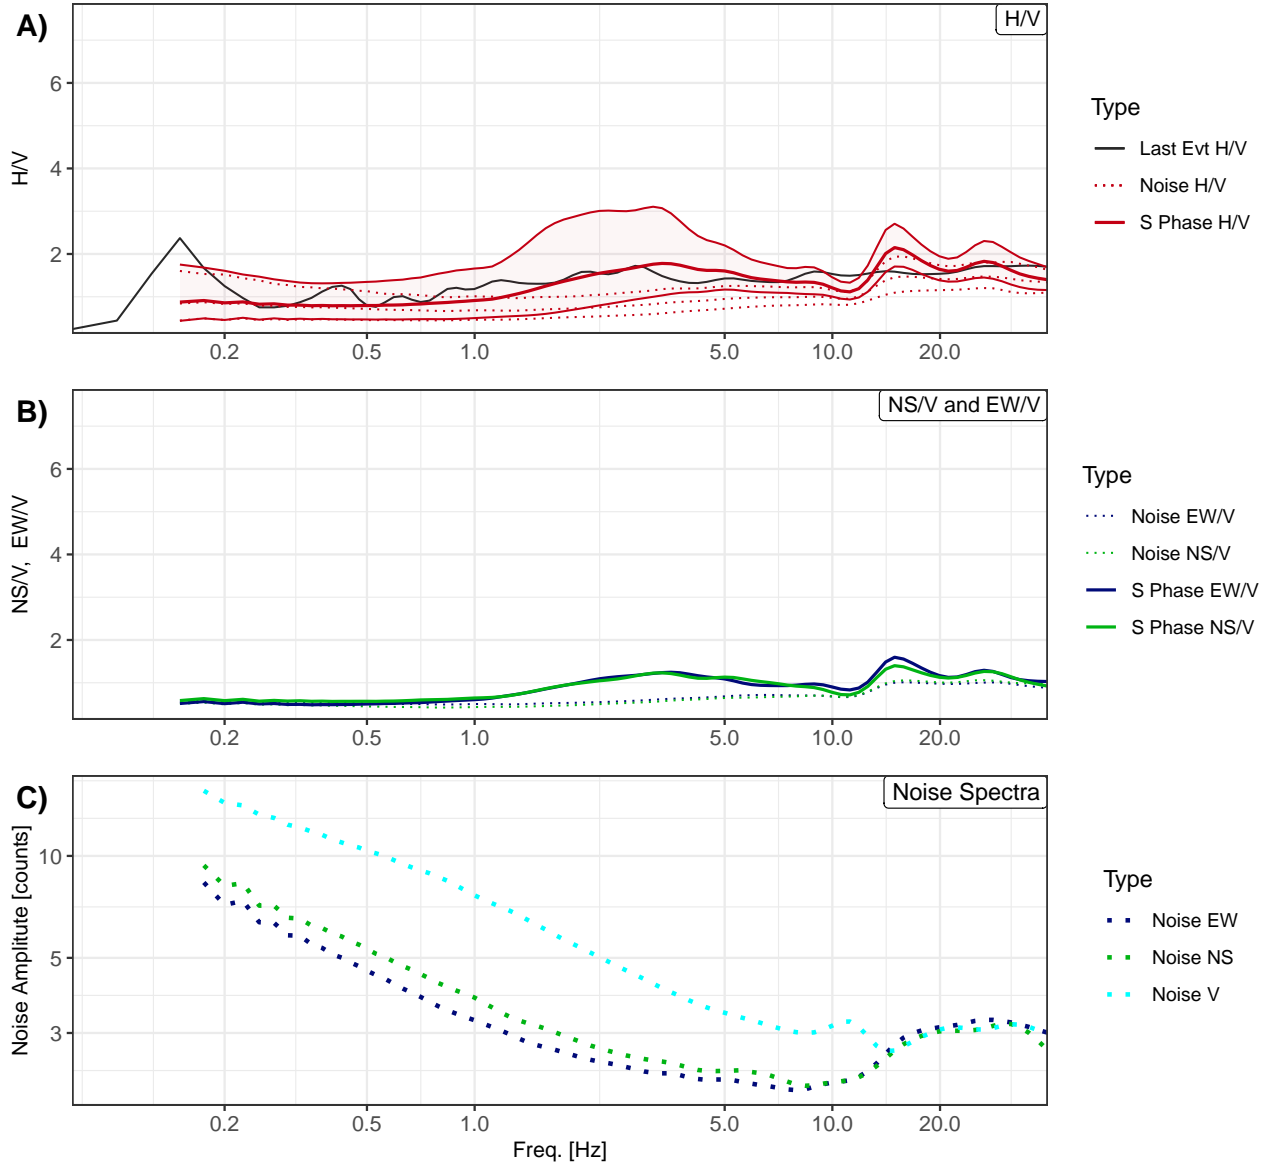 A)
H/V
H/V
6
4
2
0.2 0.5 1.0 5.0 10.0 20.0
Type
Last Evt H/V
Noise H/V
S Phase H/V
B)
NS/V and EW/V
NS/V, EW/V
6
4
2
0.2 0.5 1.0 5.0 10.0 20.0
Type
Noise EW/V
Noise NS/V
S Phase EW/V
S Phase NS/V
C)
Noise Spectra
Noise Amplitute [counts]
10
5
3
0.2 0.5 1.0 5.0 10.0 20.0
Freq. [Hz]
Type
Noise EW
Noise NS
Noise V